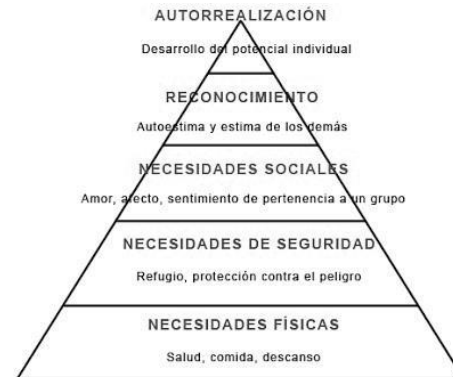 AUTORREALIZACIÓN
Desarrollo del potencial individual
RECONOCIMIENTO
Autoestima y estima de los demás
NECESIDADES SOCIALES
Amor, afecto, sentimiento de pertenencia a un grupo
NECESIDADES DE SEGURIDAD
Refugio, protección contra el peligro
NECESIDADES FÍSICAS
Salud, comida, descanso